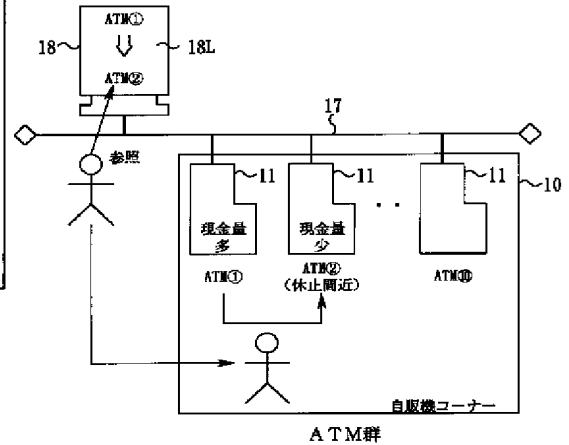 ATM①
18
18L
ATM②
17
参照
11
11
11
10
現金量
多
現金量
少
ATM①
ATM②
(休止間近)
ATM⑩
自販機コーナー
ATM群